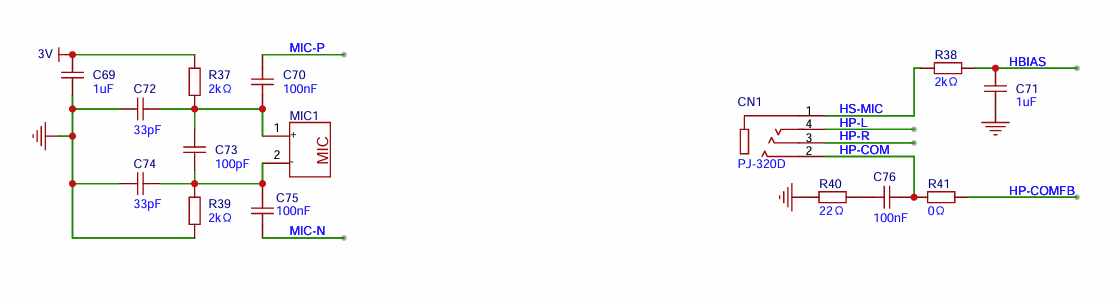 3V
C69
1uF
C72
33pF
R37
2kΩ
C70
100nF
MIC-P
MIC1
1
+
2
-
MIC
C73
100pF
C74
33pF
R39
2kΩ
C75
100nF
MIC-N
R38
2kΩ
HBIAS
C71
1uF
CN1
1
HS-MIC
4
HP-L
3
HP-R
2
HP-COM
PJ-320D
R40
22Ω
C76
100nF
R41
0Ω
HP-COMFB